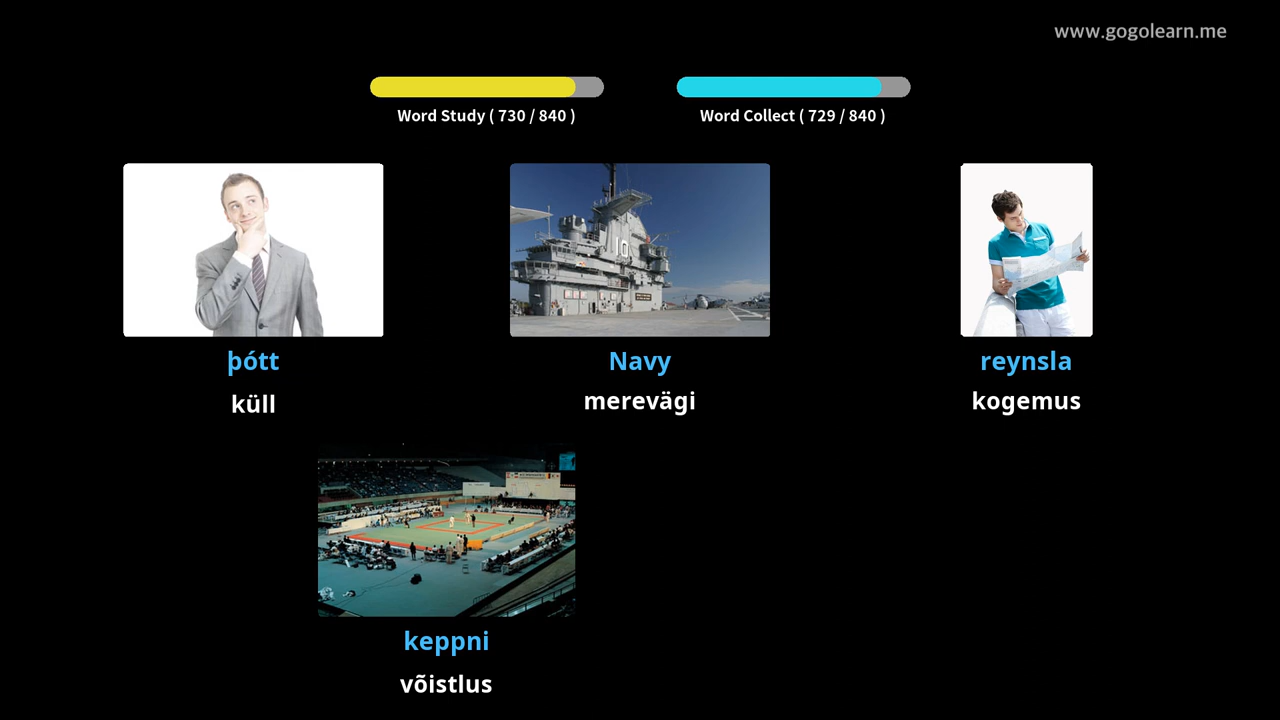 www.gogolearn.me
Word Study ( 730 / 840 )
Word Collect ( 729 / 840 )
10
þótt
Navy
reynsla
küll
merevägi
kogemus
keppni
võistlus